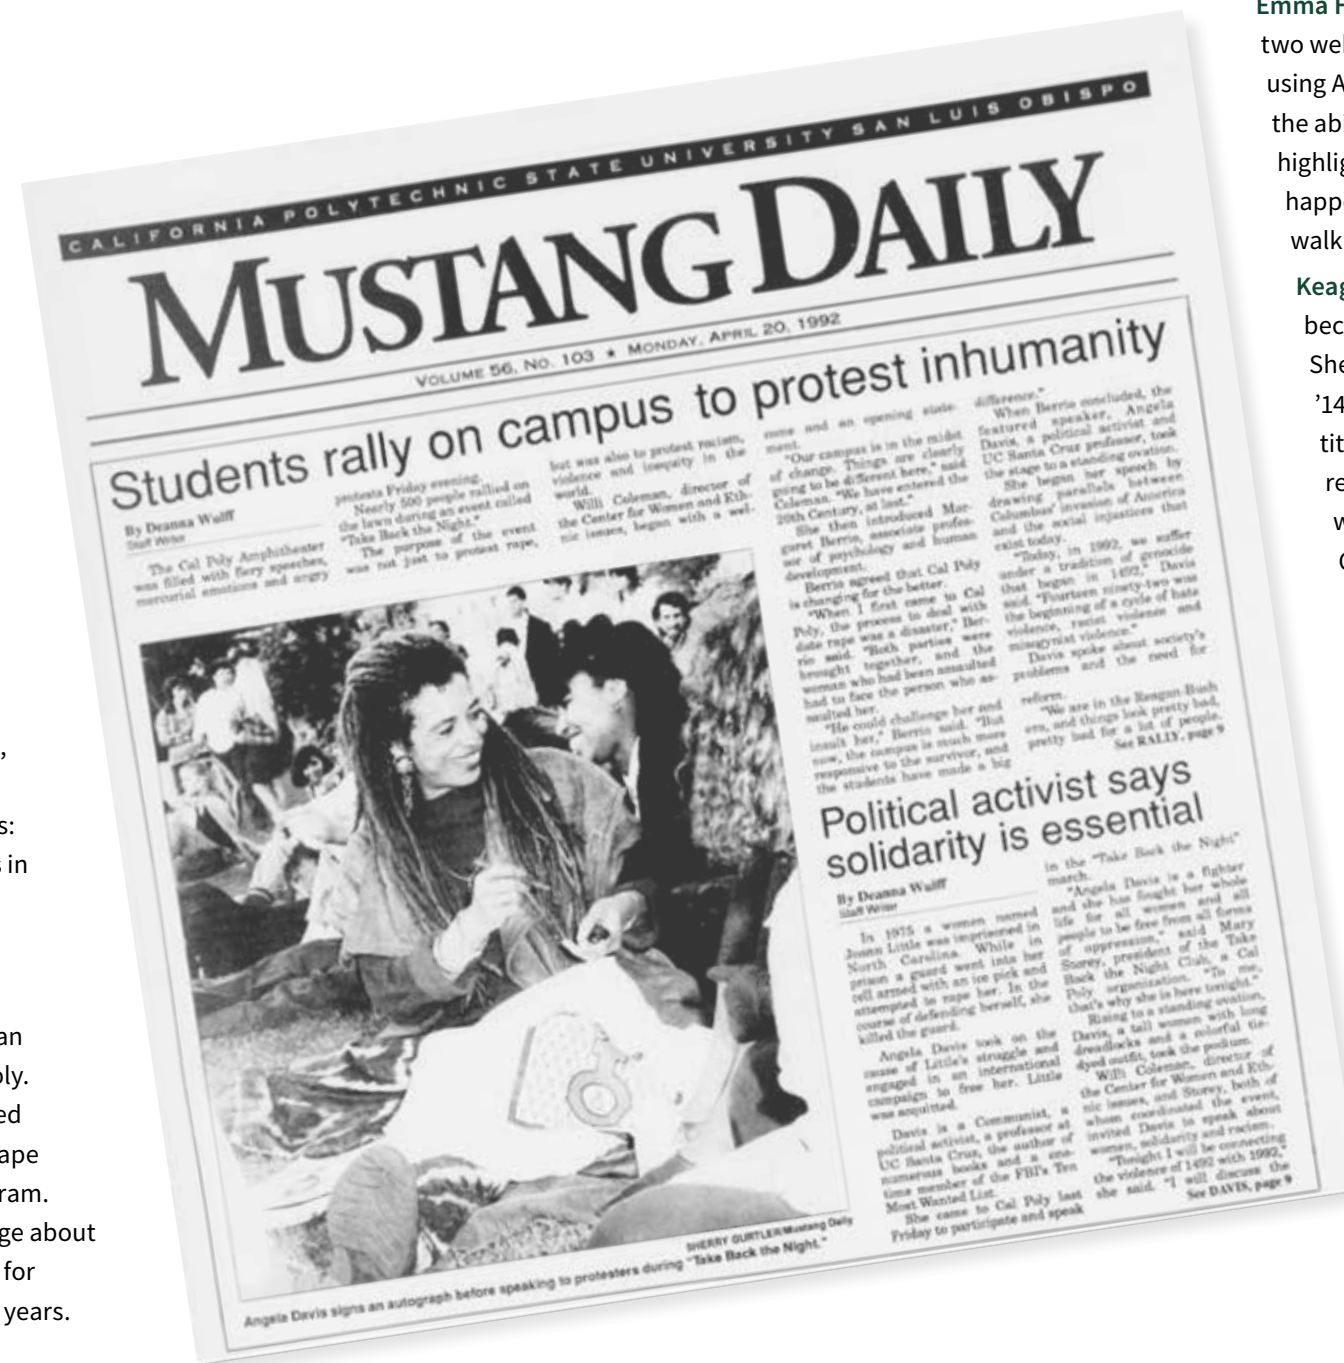 CALIFORNIA POLYTECHNIC STATE UNIVERSITY SAN LUIS OBISPO
MUSTANG DAILY
VOLUME 56, NO. 103 ★ MONDAY, APRIL 20, 1992
Students rally on campus to protest inhumanity
By Deanna Wulff
Staff Writer
The Cal Poly Amphitheater
was filled with fiery speeches,
mercurial emotions and angry
protests Friday evening.
Nearly 500 people rallied on
the lawn during an event called
"Take Back the Night."
The purpose of the event
was not just to protest rape,
but was also to protest racism,
violence and inequity in the
world.
Willi Coleman, director of
the Center for Women and Eth-
nic issues, began with a wel-
come and an opening state-
ment.
"Our campus is in the midst
of change. Things are clearly
going to be different here," said
Coleman. "We have entered the
20th Century, at last."
She then introduced Mar-
garet Berrio, associate profes-
sor of psychology and human
development.
Berrio agreed that Cal Poly
is changing for the better.
"When I first came to Cal
Poly, the process to deal with
date rape was a disaster," Ber-
rio said. "Both parties were
brought together, and the
woman who had been assaulted
had to face the person who as-
saulted her.
"He could challenge her and
insult her," Berrio said. "But
now, the campus is much more
responsive to the survivor, and
the students have made a big
difference."
When Berrio concluded, the
featured speaker, Angela
Davis, a political activist and
UC Santa Cruz professor, took
the stage to a standing ovation.
She began her speech by
drawing parallels between
Columbus' invasion of America
and the social injustices that
exist today.
"Today, in 1992, we suffer
under a tradition of genocide
that began in 1492," Davis
said. "Fourteen ninety-two was
the beginning of a cycle of hate
violence, racist violence and
misogynist violence."
Davis spoke about society's
problems and the need for
reform.
"We are in the Reagan-Bush
era, and things look pretty bad,
pretty bad for a lot of people,
See RALLY, page 9
SHERRY GURTLER/Mustang Daily
Angela Davis signs an autograph before speaking to protesters during "Take Back the Night."
Political activist says
solidarity is essential
By Deanna Wulff
Staff Writer
In 1975 a women named
Joann Little was imprisoned in
North Carolina. While in
prison a guard went into her
cell armed with an ice pick and
attempted to rape her. In the
course of defending herself, she
killed the guard.
Angela Davis took on the
cause of Little's struggle and
engaged in an international
campaign to free her. Little
was acquitted.
Davis is a Communist, a
political activist, a professor at
UC Santa Cruz, the author of
numerous books and a one-
time member of the FBI's Ten
Most Wanted List.
She came to Cal Poly last
Friday to participate and speak
in the "Take Back the Night"
march.
"Angela Davis is a fighter
and she has fought her whole
life for all women and all
people to be free from all forms
of oppression," said Mary
Storey, president of the Take
Back the Night Club, a Cal
Poly organization. "To me,
that's why she is here tonight."
Rising to a standing ovation,
Davis, a tall women with long
dreadlocks and a colorful tie-
dyed outfit, took the podium.
Willi Coleman, director of
the Center for Women and Eth-
nic issues, and Storey, both of
whom coordinated the event,
invited Davis to speak about
women, solidarity and racism.
"Tonight I will be connecting
the violence of 1492 with 1992,"
she said. "I will discuss the
See DAVIS, page 9
Emma
two
using
the
walk
Keag
bec
She
'14
in
an
ed
about
for
years.